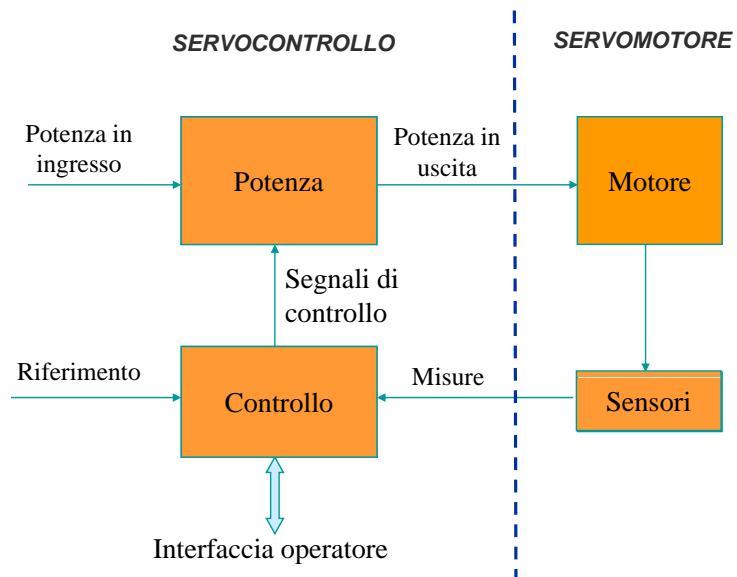 SERVOCONTROLLO
SERVOMOTORE
Potenza in
ingresso
Potenza
Potenza in
uscita
Motore
Segnali di
controllo
Riferimento
Controllo
Misure
Sensori
Interfaccia operatore